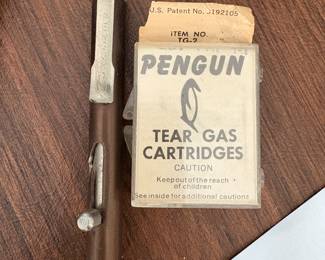 U.S. Patent No. 3192105
ITEM NO.
TG-2
PENGUN
TEAR GAS
CARTRIDGES
CAUTION
Keep out of the reach
of children
See inside for additional cautions